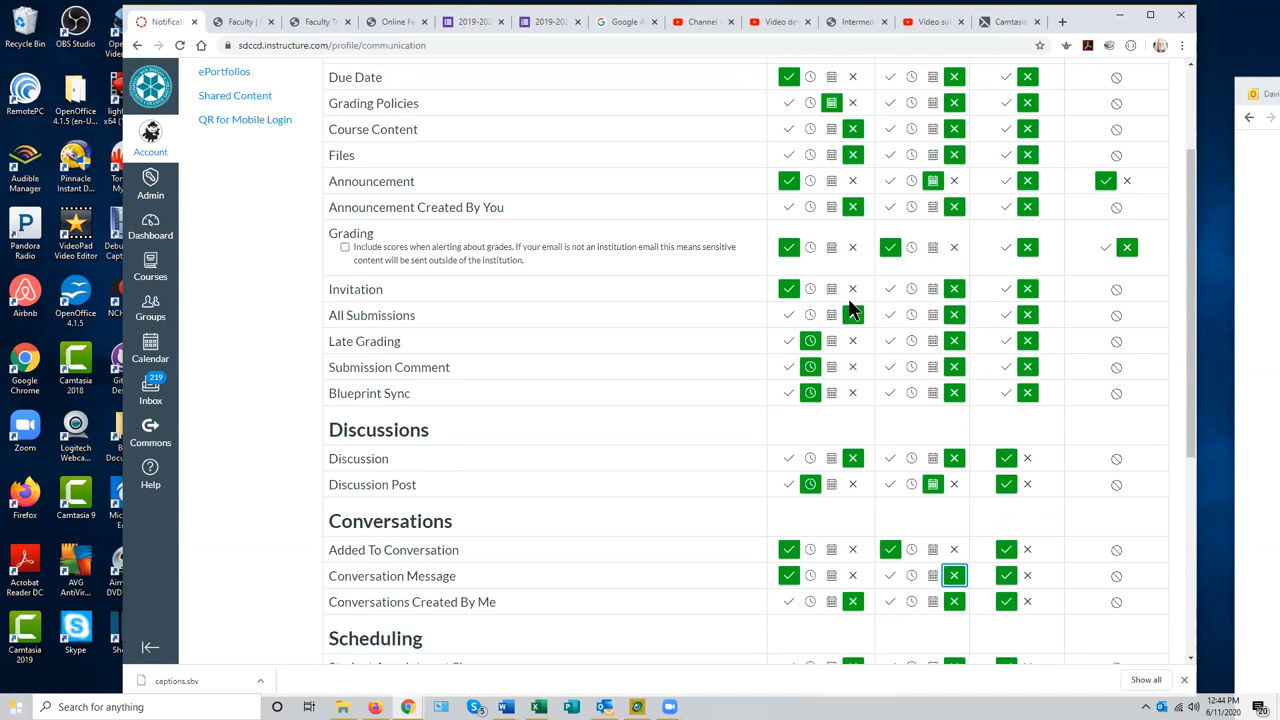 Recycle Bin
OBS Studio
RemotePC
OpenOffice 4.1.5 (en-U...
Audible Manager
Pinnacle Instant D...
Pandora Radio
VideoPad Video Editor
Airbnb
OpenOffice 4.1.5
Google Chrome
Camtasia 2018
Zoom
Logitech Webca...
Firefox
Camtasia 9
Acrobat Reader DC
AVG AntiVir...
Camtasia 2019
Skype
Notificat
Faculty | S
Faculty Te
Online Fa
2019-202
2019-202
Google A
Channel
Video de
Intermed
Video su
Camtasia
sdccd.instructure.com/profile/communication
Account
Admin
Dashboard
Courses
Groups
Calendar
219
Inbox
Commons
Help
ePortfolios
Shared Content
QR for Mobile Login
Due Date
Grading Policies
Course Content
Files
Announcement
Announcement Created By You
Grading
Include scores when alerting about grades. If your email is not an institution email this means sensitive
content will be sent outside of the institution.
Invitation
All Submissions
Late Grading
Submission Comment
Blueprint Sync
Discussions
Discussion
Discussion Post
Conversations
Added To Conversation
Conversation Message
Conversations Created By Me
Scheduling
Davi
captions.sbv
Show all
Search for anything
5
12:44 PM
6/11/2020
20